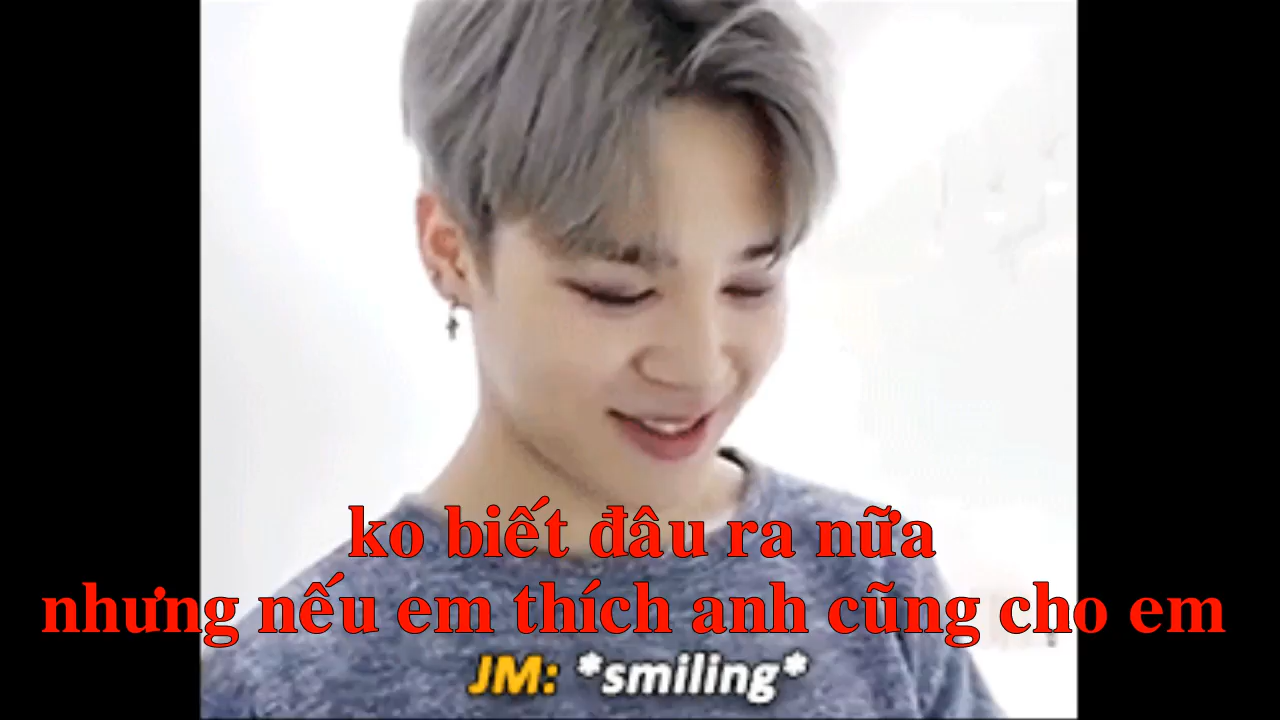 ko biết đâu ra nữa
nhưng nếu em thích anh cũng cho em
JM: *smiling*